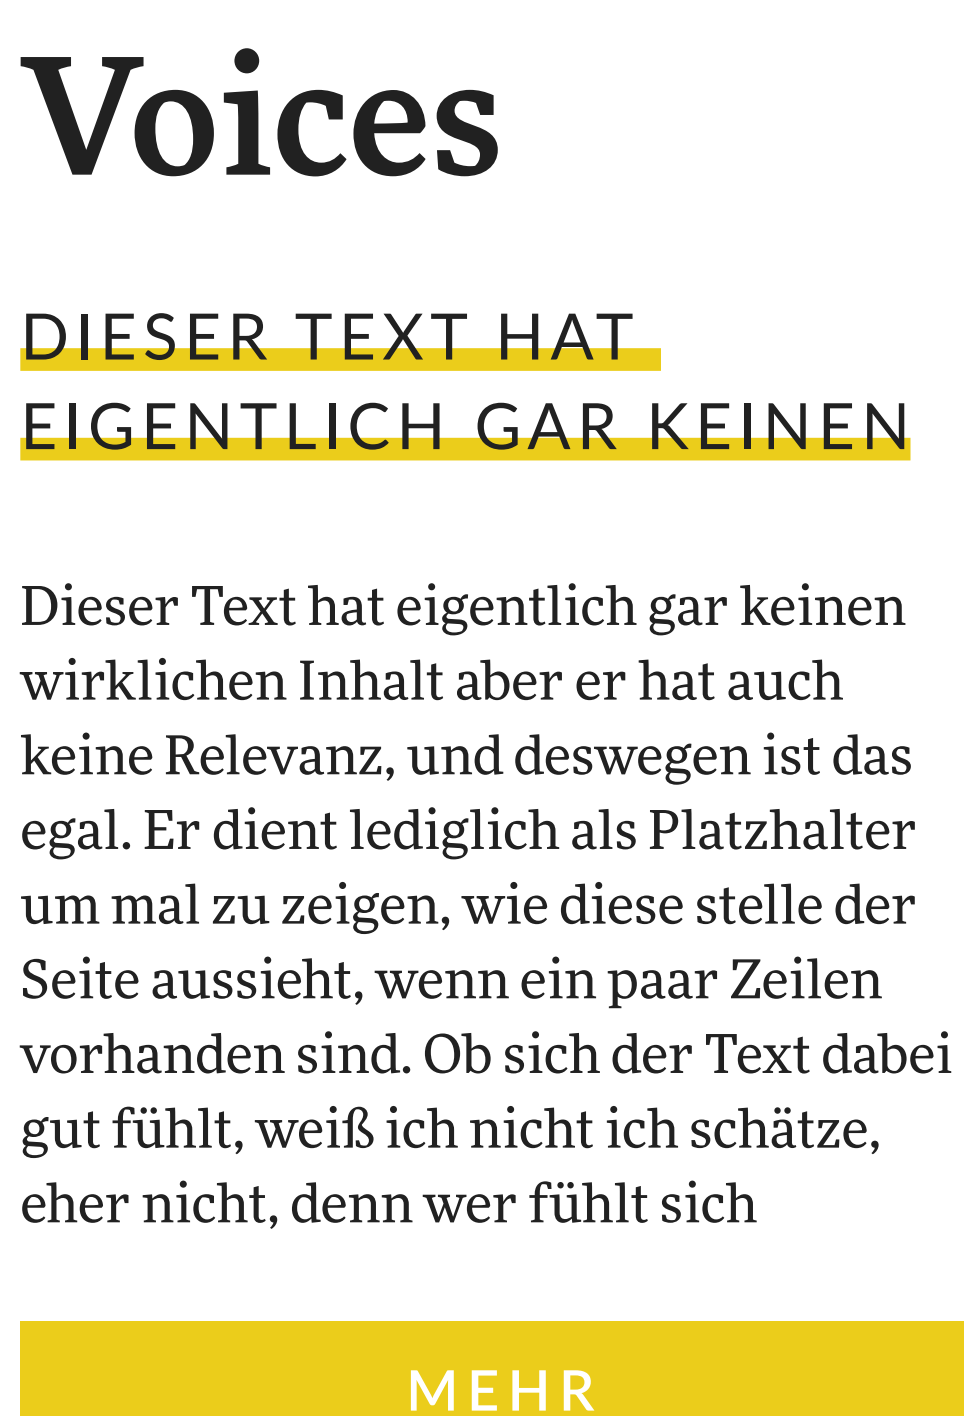 Voices
DIESER TEXT HAT
EIGENTLICH GAR KEINEN
Dieser Text hat eigentlich gar keinen
wirklichen Inhalt aber er hat auch
keine Relevanz, und deswegen ist das
egal. Er dient lediglich als Platzhalter
um mal zu zeigen, wie diese stelle der
Seite aussieht, wenn ein paar Zeilen
vorhanden sind. Ob sich der Text dabei
gut fühlt, weiß ich nicht ich schätze,
eher nicht, denn wer fühlt sich
MEHR